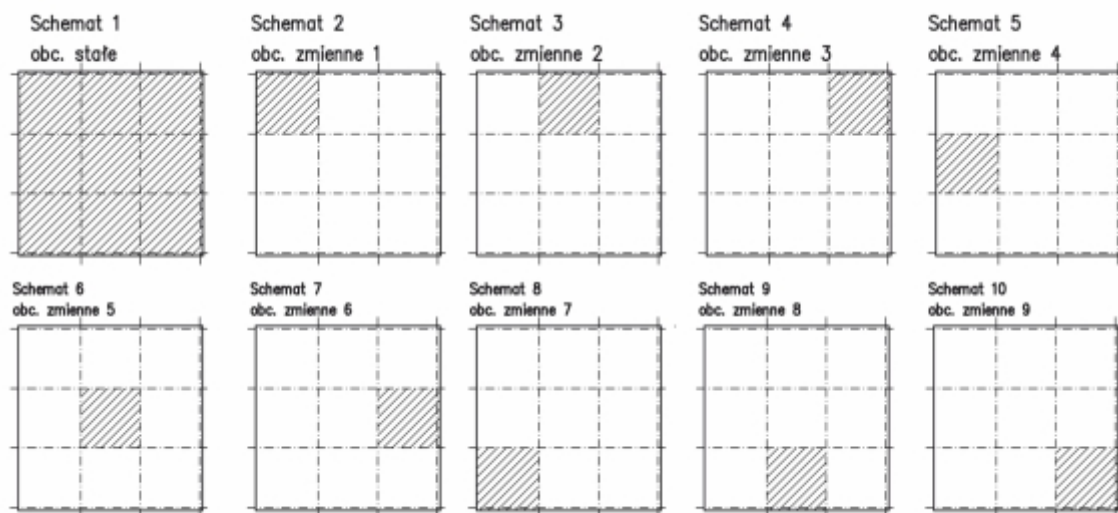 Schemat 1
obc. stałe
Schemat 2
obc. zmienne 1
Schemat 3
obc. zmienne 2
Schemat 4
obc. zmienne 3
Schemat 5
obc. zmienne 4
Schemat 6
obc. zmienne 5
Schemat 7
obc. zmienne 6
Schemat 8
obc. zmienne 7
Schemat 9
obc. zmienne 8
Schemat 10
obc. zmienne 9